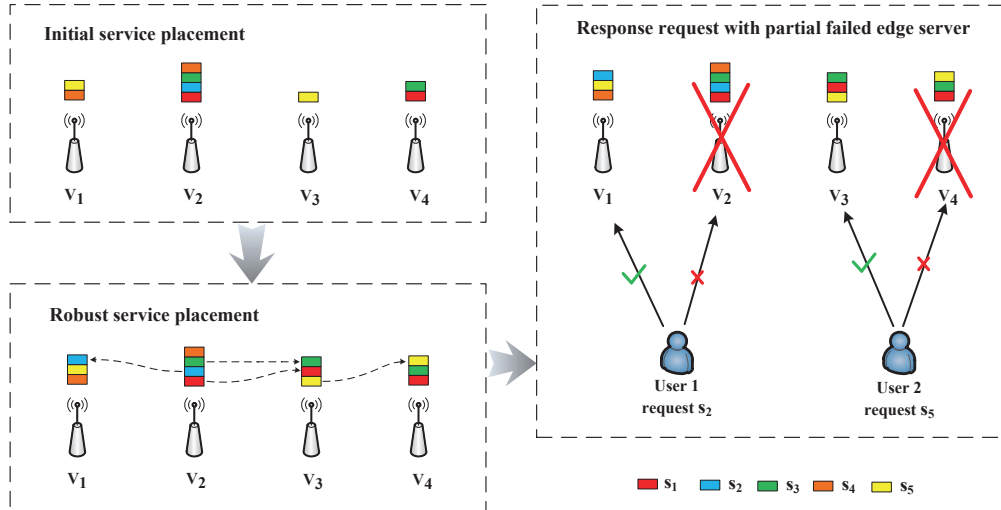 Initial service placement
V1 V2 V3 V4
Robust service placement
V1 V2 V3 V4
Response request with partial failed edge server
V1 V2 V3 V4
User 1
request s2
User 2
request s5
s1 s2 s3 s4 s5